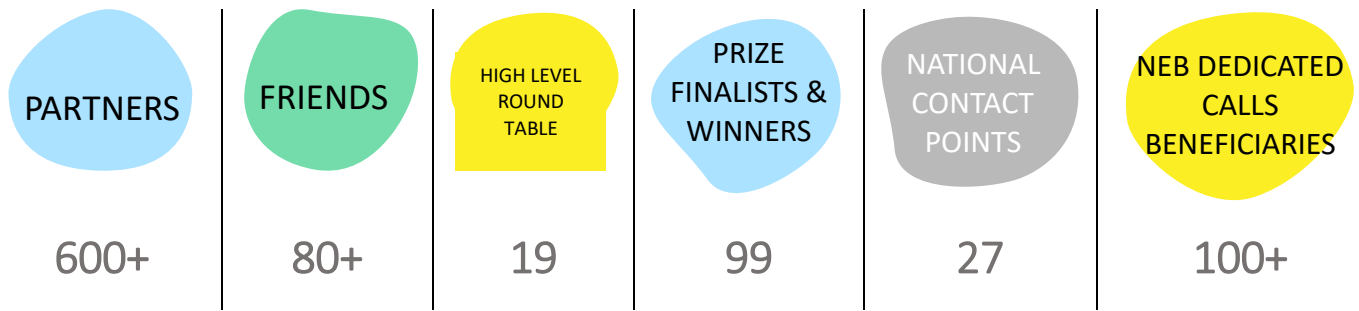 PARTNERS
600+
FRIENDS
80+
HIGH LEVEL
ROUND
TABLE
19
PRIZE
FINALISTS &
WINNERS
99
NATIONAL
CONTACT
POINTS
27
NEB DEDICATED
CALLS
BENEFICIARIES
100+